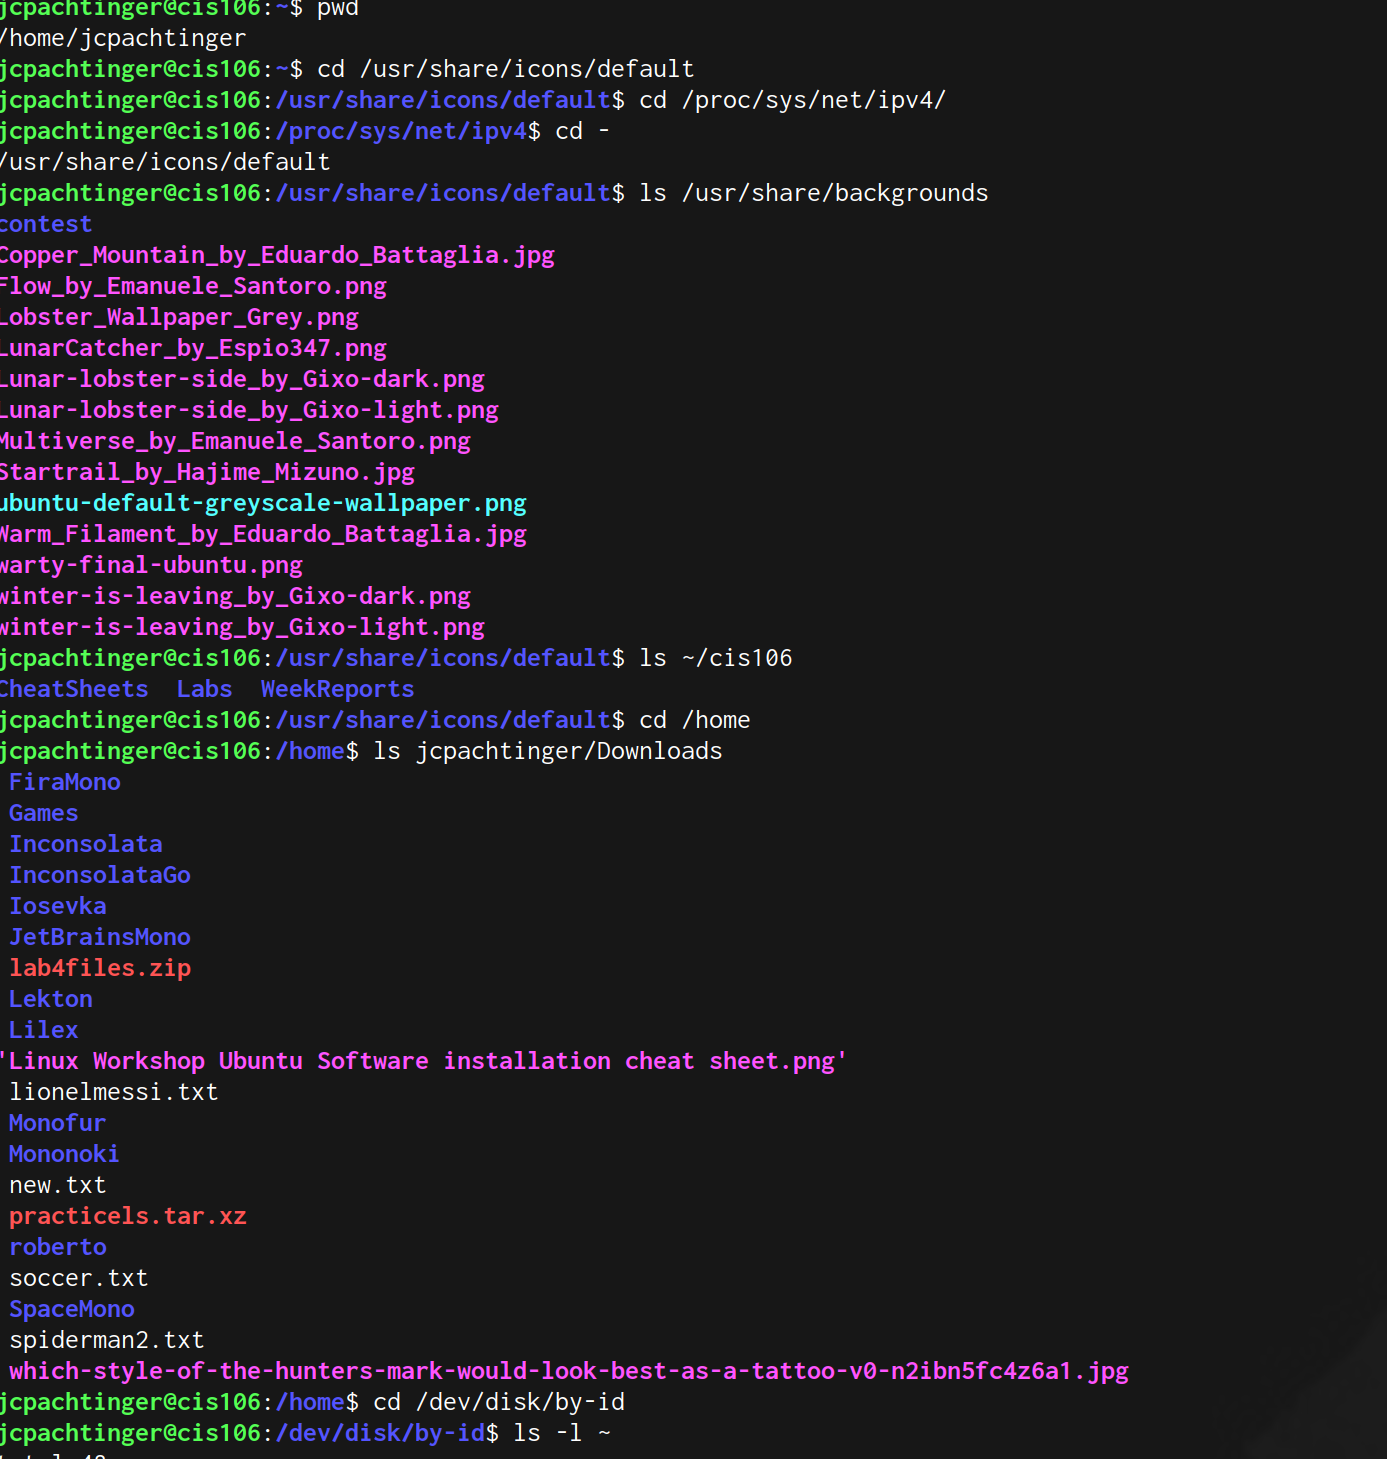 jcpachtinger@cis106:~$ pwd
/home/jcpachtinger
jcpachtinger@cis106:~$ cd /usr/share/icons/default
jcpachtinger@cis106:/usr/share/icons/default$ cd /proc/sys/net/ipv4/
jcpachtinger@cis106:/proc/sys/net/ipv4$ cd -
/usr/share/icons/default
jcpachtinger@cis106:/usr/share/icons/default$ ls /usr/share/backgrounds
contest
Copper_Mountain_by_Eduardo_Battaglia.jpg
Flow_by_Emanuele_Santoro.png
Lobster_Wallpaper_Grey.png
LunarCatcher_by_Espio347.png
Lunar-lobster-side_by_Gixo-dark.png
Lunar-lobster-side_by_Gixo-light.png
Multiverse_by_Emanuele_Santoro.png
Startrail_by_Hajime_Mizuno.jpg
ubuntu-default-greyscale-wallpaper.png
Warm_Filament_by_Eduardo_Battaglia.jpg
warty-final-ubuntu.png
winter-is-leaving_by_Gixo-dark.png
winter-is-leaving_by_Gixo-light.png
jcpachtinger@cis106:/usr/share/icons/default$ ls ~/cis106
CheatSheets  Labs  WeekReports
jcpachtinger@cis106:/usr/share/icons/default$ cd /home
jcpachtinger@cis106:/home$ ls jcpachtinger/Downloads
FiraMono
Games
Inconsolata
InconsolataGo
Iosevka
JetBrainsMono
lab4files.zip
Lekton
Lilex
'Linux Workshop Ubuntu Software installation cheat sheet.png'
lionelmessi.txt
Monofur
Mononoki
new.txt
practicels.tar.xz
roberto
soccer.txt
SpaceMono
spiderman2.txt
which-style-of-the-hunters-mark-would-look-best-as-a-tattoo-v0-n2ibn5fc4z6a1.jpg
jcpachtinger@cis106:/home$ cd /dev/disk/by-id
jcpachtinger@cis106:/dev/disk/by-id$ ls -l ~